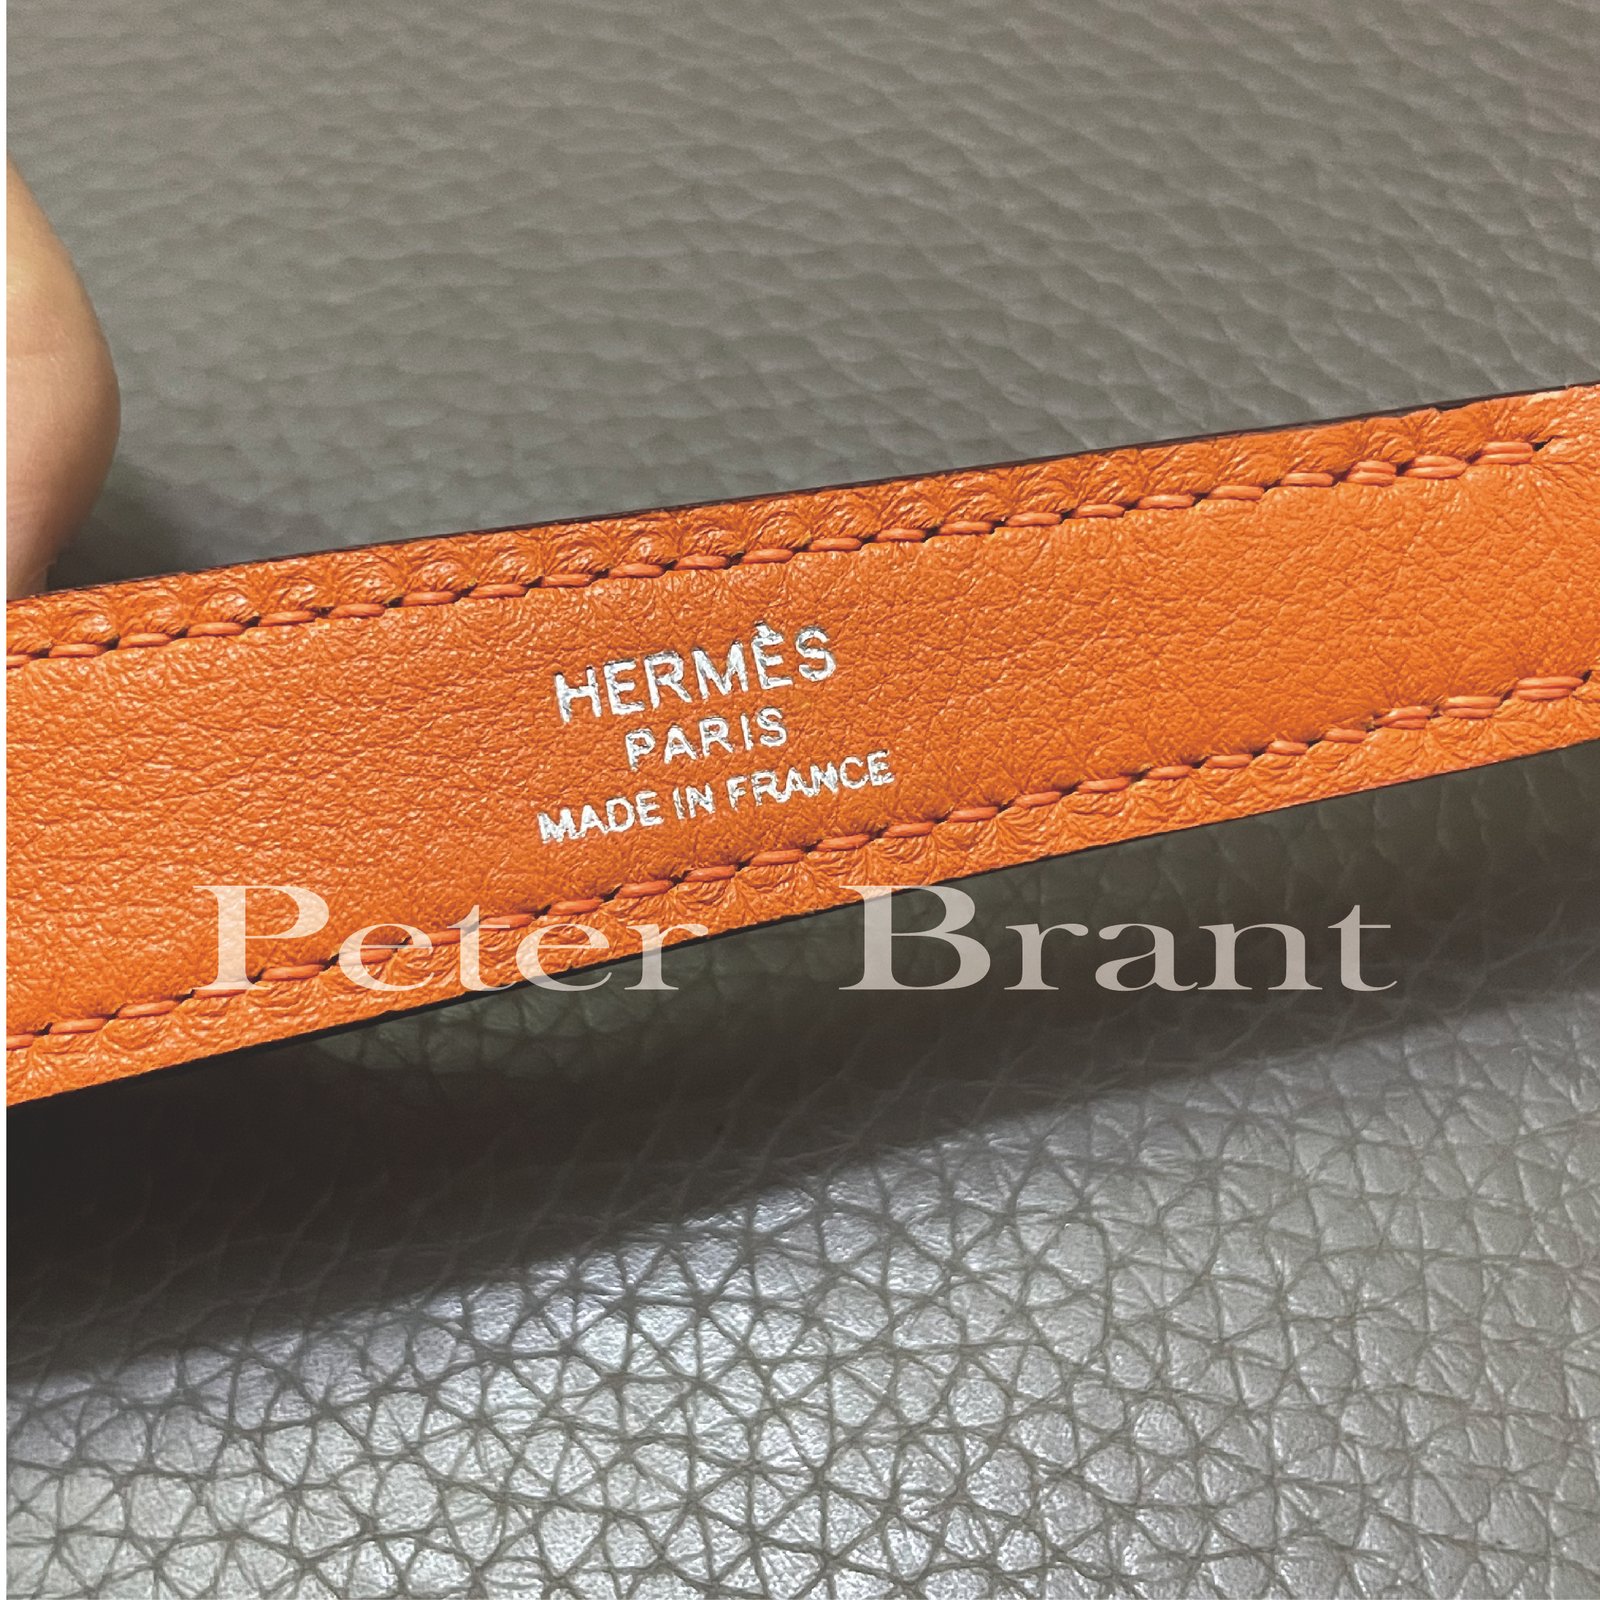 HERMÈS
PARIS
MADE IN FRANCE
Peter Brant